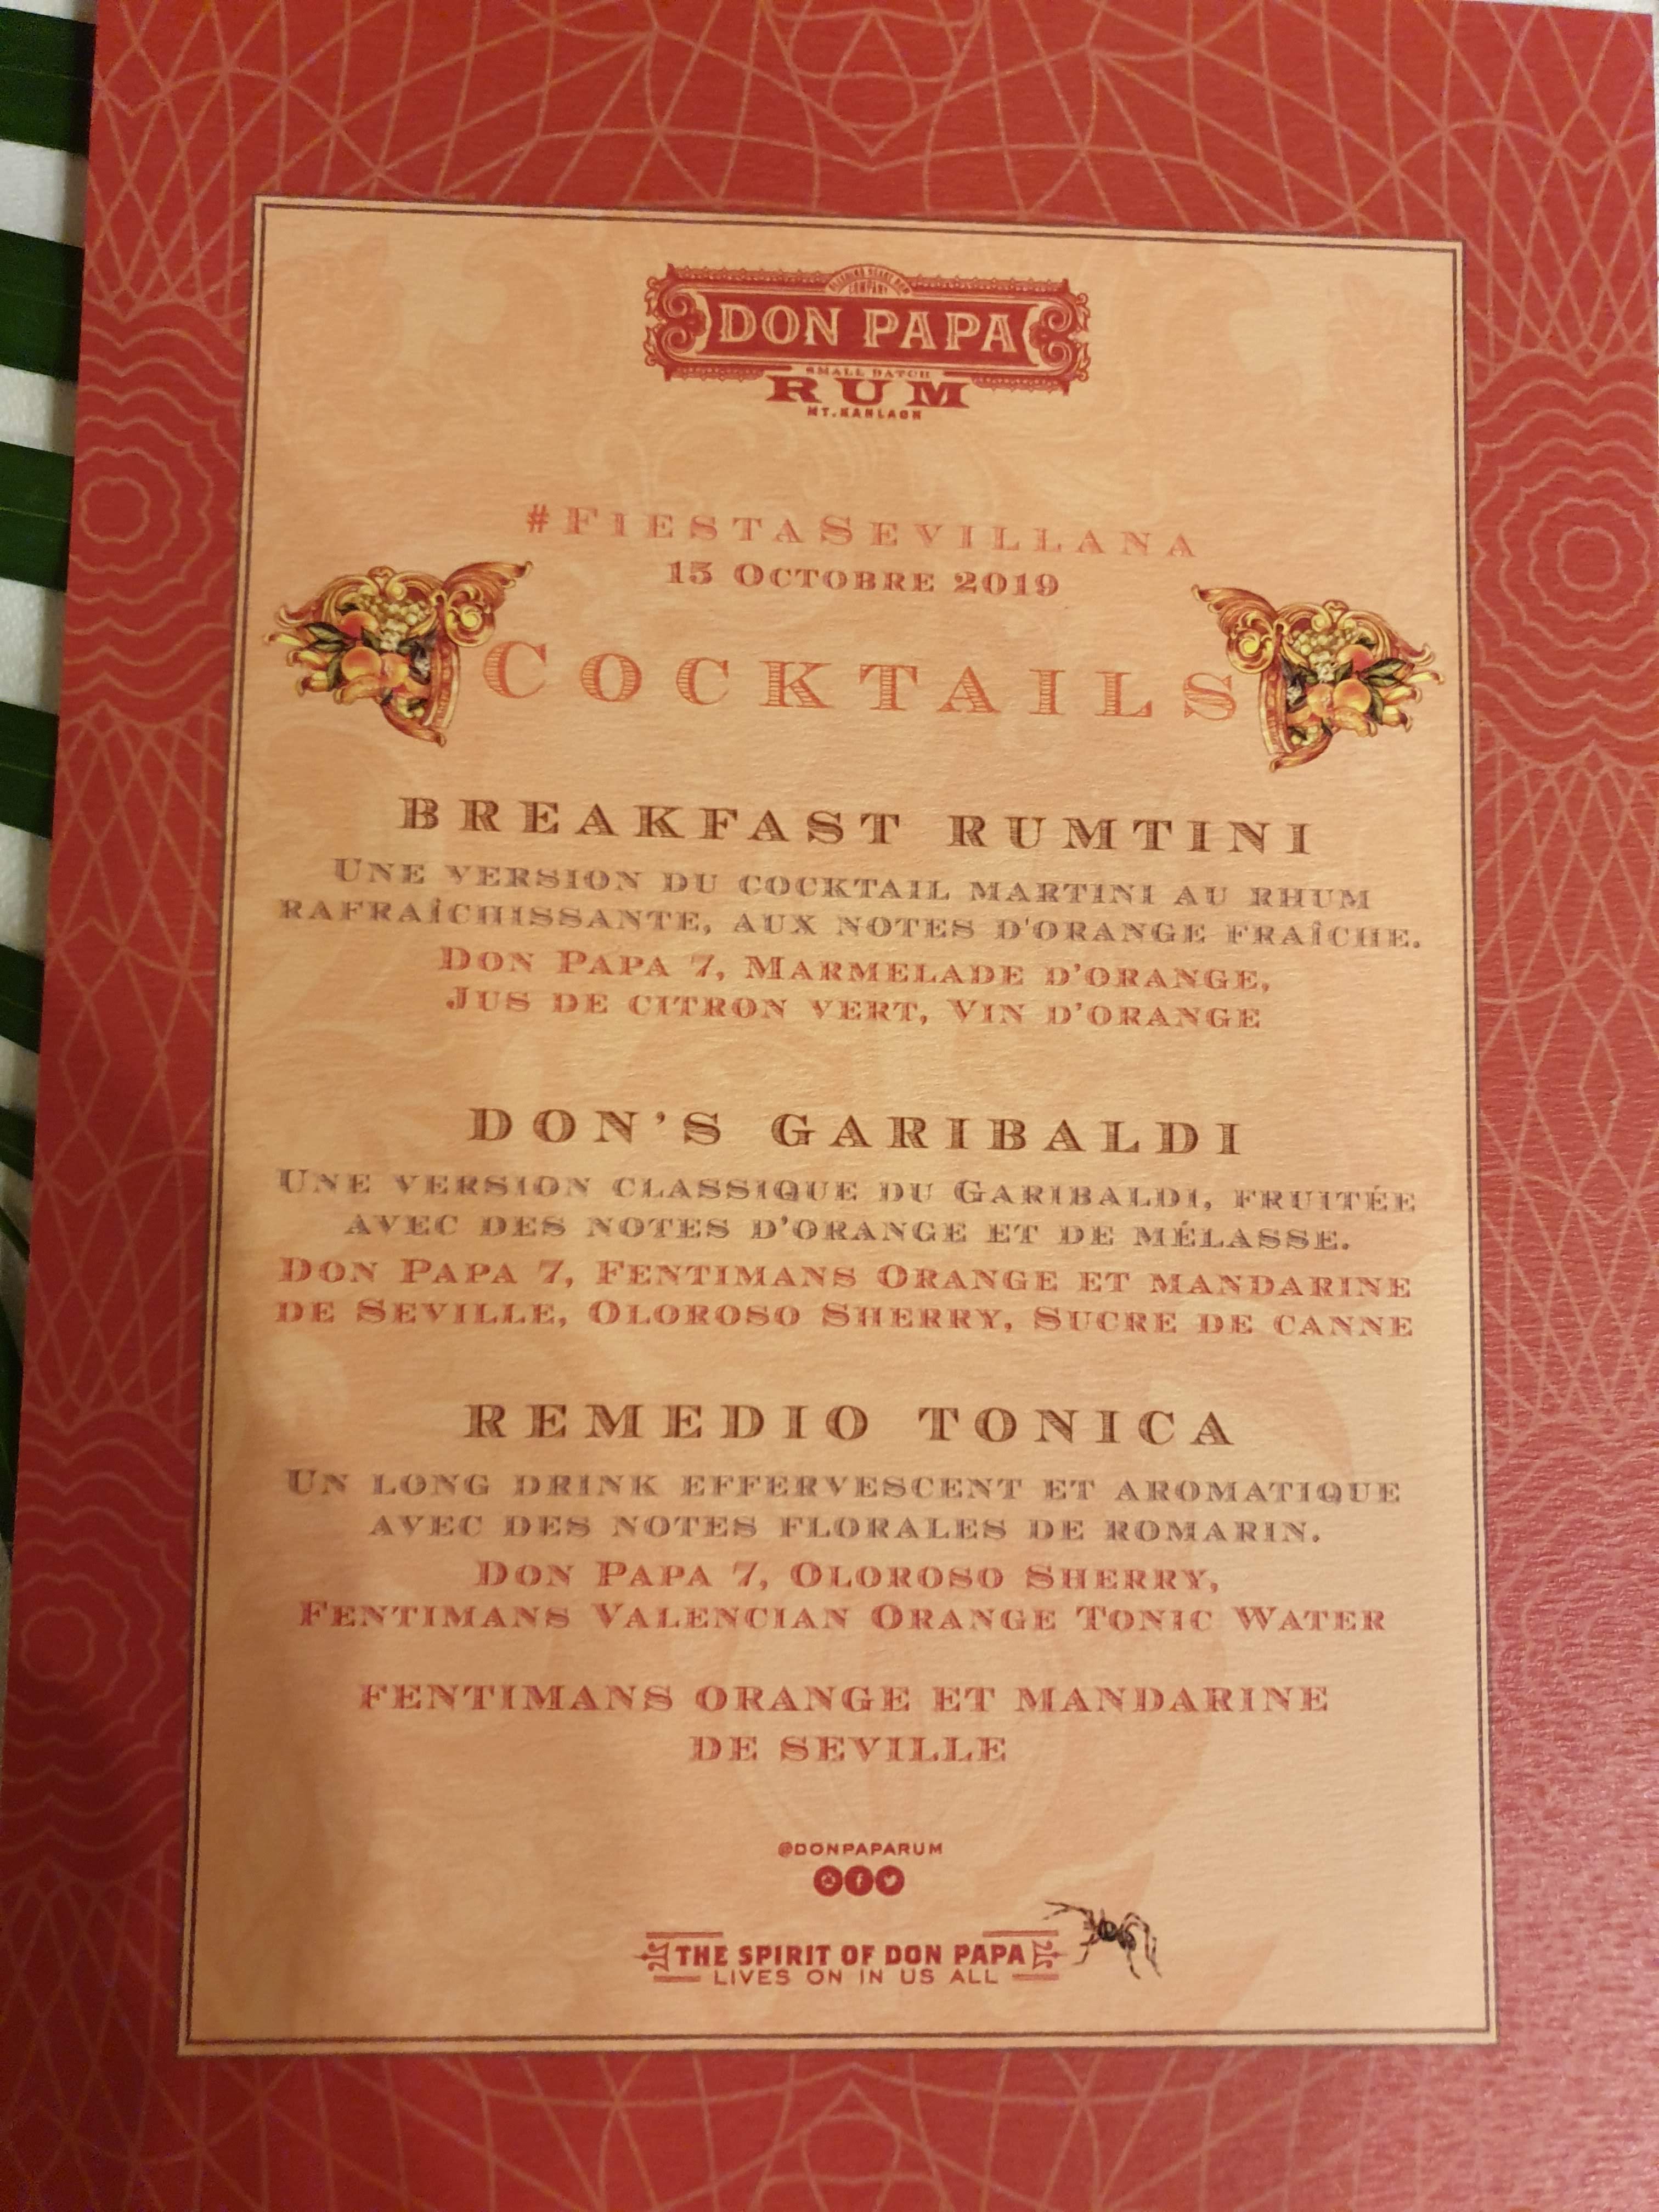 BLEEDING HEART RUM
COMPANY
DON PAPA
SMALL BATCH
RUM
MT. KANLAON
#FIESTASEVILLANA
15 OCTOBRE 2019
COCKTAILS
BREAKFAST RUMTINI
UNE VERSION DU COCKTAIL MARTINI AU RHUM
RAFRAÎCHISSANTE, AUX NOTES D'ORANGE FRAÎCHE.
DON PAPA 7, MARMELADE D'ORANGE,
JUS DE CITRON VERT, VIN D'ORANGE
DON'S GARIBALDI
UNE VERSION CLASSIQUE DU GARIBALDI, FRUITÉE
AVEC DES NOTES D'ORANGE ET DE MÉLASSE.
DON PAPA 7, FENTIMANS ORANGE ET MANDARINE
DE SEVILLE, OLOROSO SHERRY, SUCRE DE CANNE
REMEDIO TONICA
UN LONG DRINK EFFERVESCENT ET AROMATIQUE
AVEC DES NOTES FLORALES DE ROMARIN.
DON PAPA 7, OLOROSO SHERRY,
FENTIMANS VALENCIAN ORANGE TONIC WATER
FENTIMANS ORANGE ET MANDARINE
DE SEVILLE
@DONPAPARUM
THE SPIRIT OF DON PAPA
LIVES ON IN US ALL